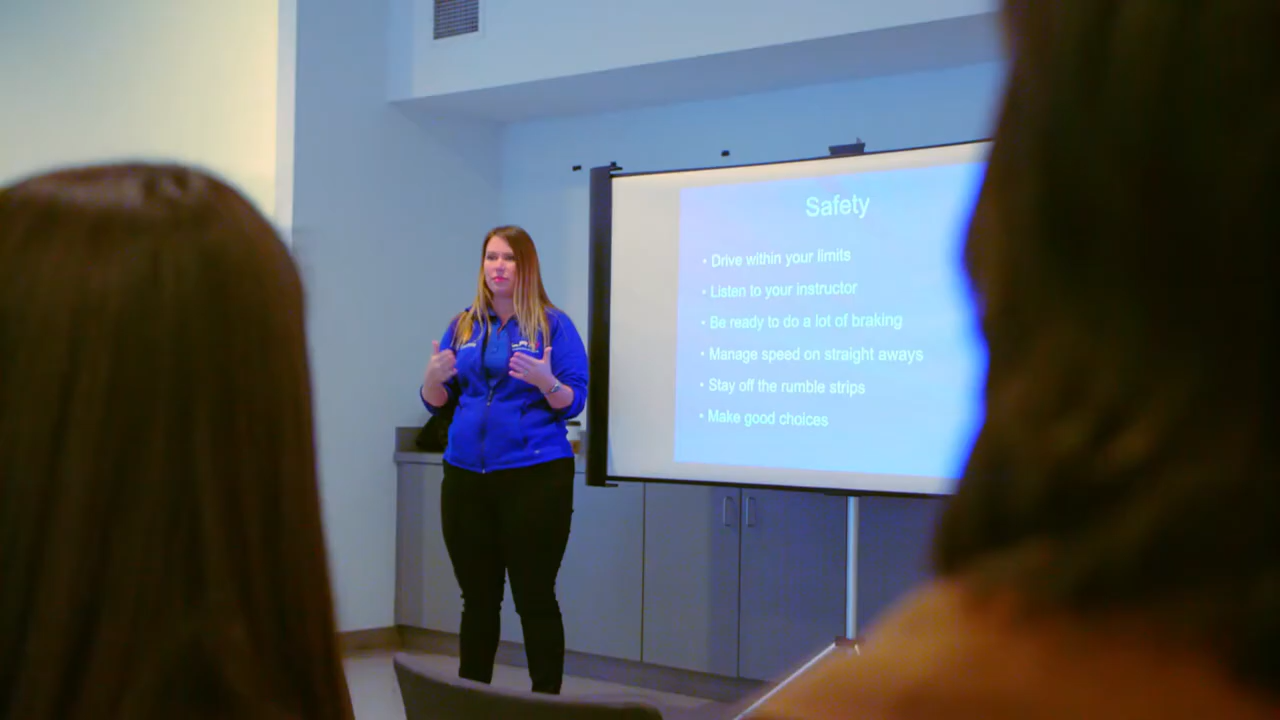 Safety
• Drive within your limits
• Listen to your instructor
• Be ready to do a lot of braking
• Manage speed on straight aways
• Stay off the rumble strips
• Make good choices